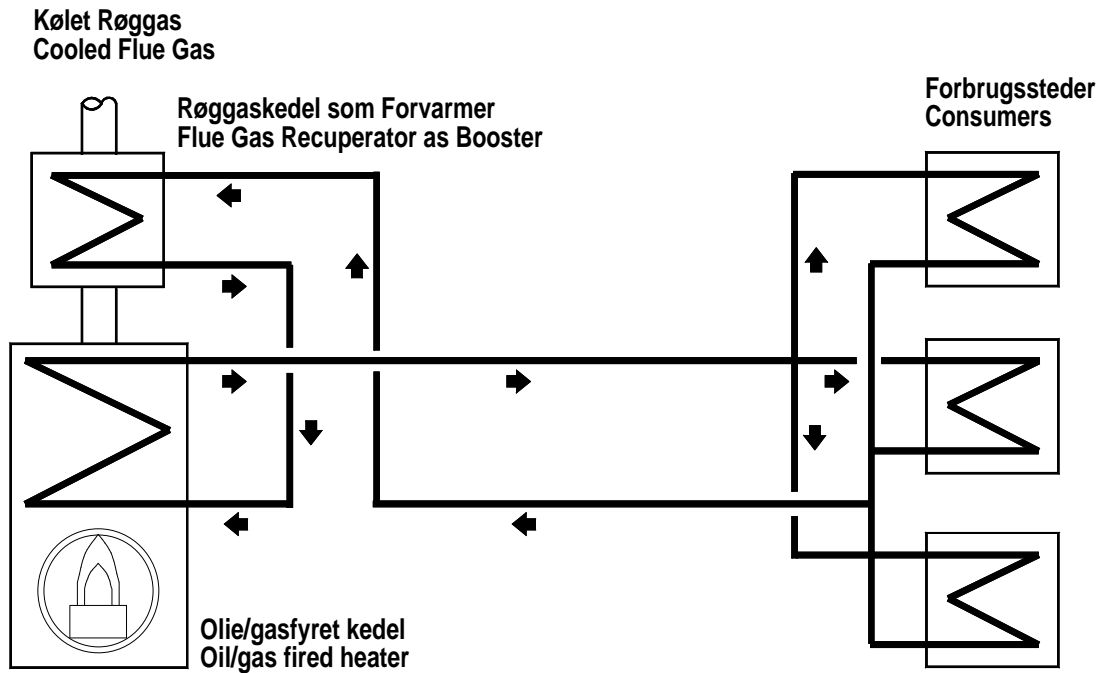 Kølet Røggas
Cooled Flue Gas
Røggaskedel som Forvarmer
Flue Gas Recuperator as Booster
Forbrugssteder
Consumers
Olie/gasfyret kedel
Oil/gas fired heater